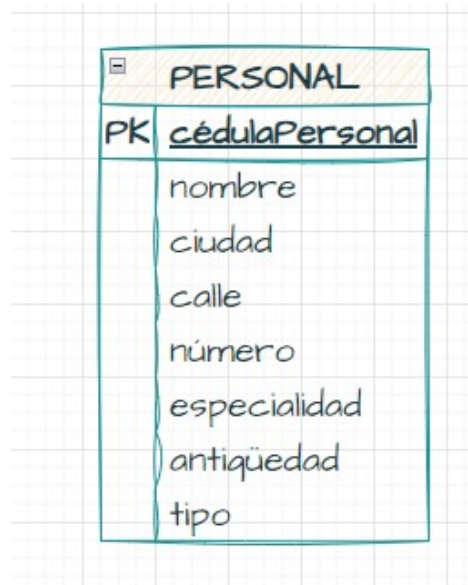 PERSONAL
PK cédulaPersonal
nombre
ciudad
calle
número
especialidad
antigüedad
tipo